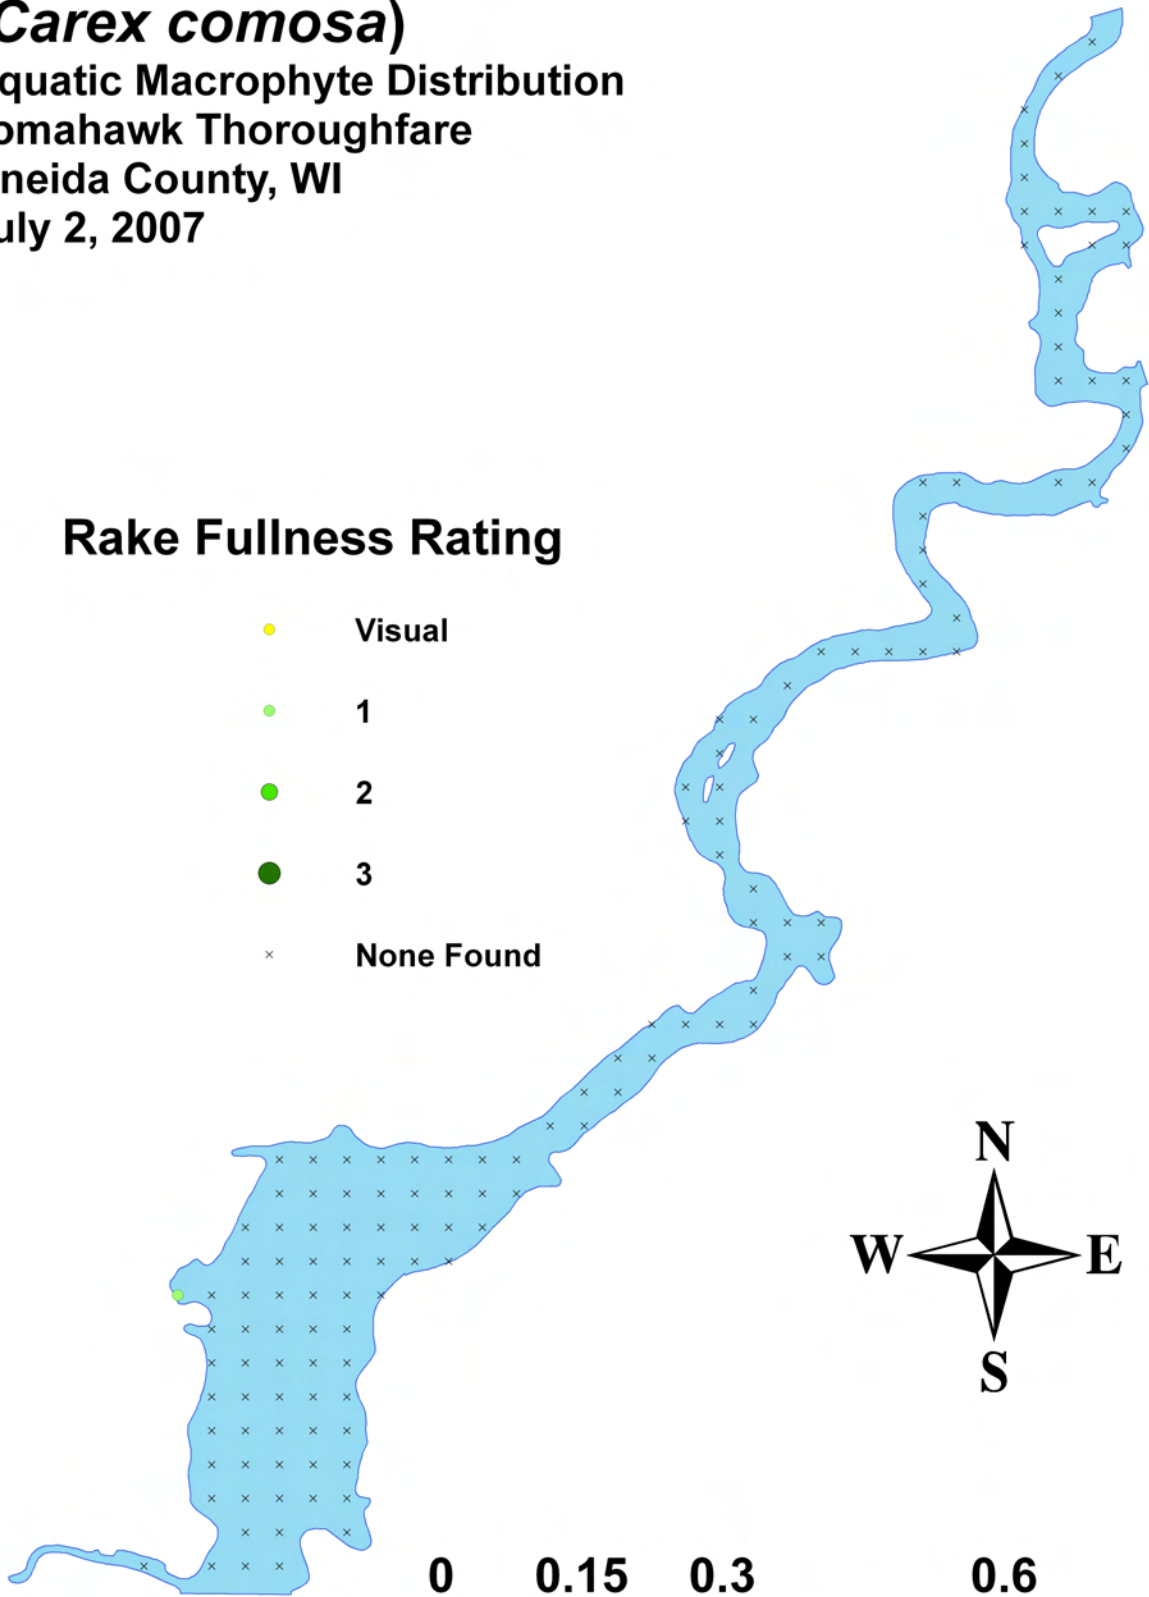 Carex comosa)
quatic Macrophyte Distribution
omahawk Thoroughfare
neida County, WI
uly 2, 2007
Rake Fullness Rating
Visual
1
2
3
None Found
N
W E
S
0 0.15 0.3 0.6